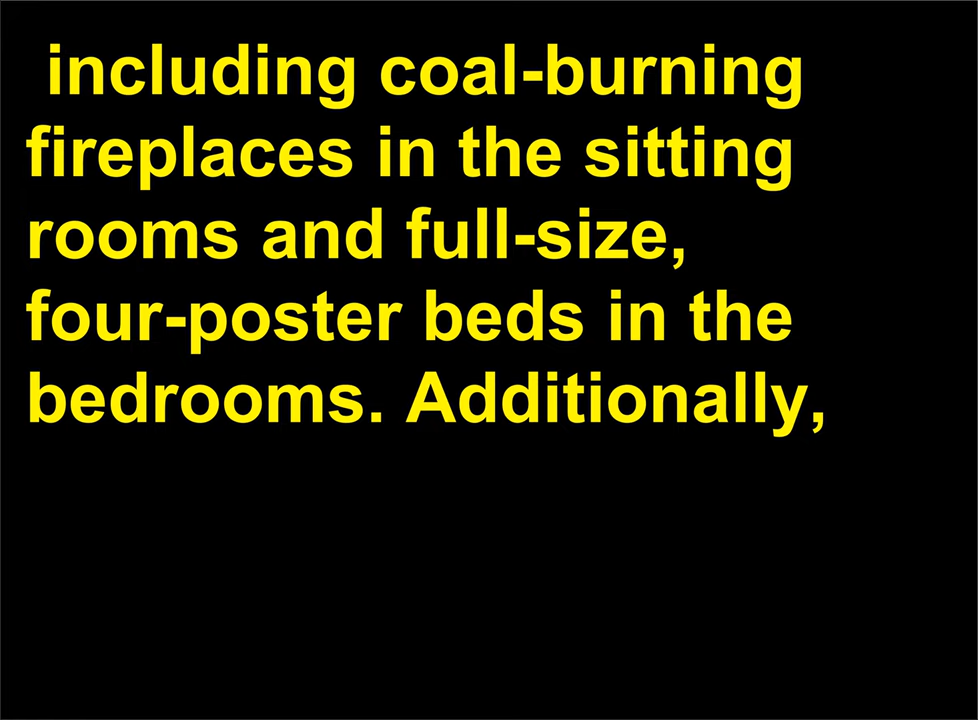 including coal-burning
fireplaces in the sitting
rooms and full-size,
four-poster beds in the
bedrooms. Additionally,